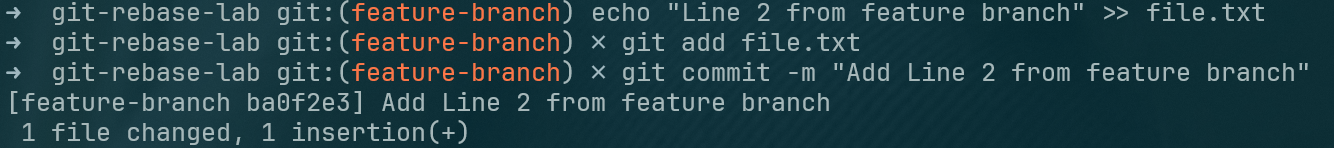 ➜  git-rebase-lab git:(feature-branch) echo "Line 2 from feature branch" >> file.txt
➜  git-rebase-lab git:(feature-branch) ✗ git add file.txt
➜  git-rebase-lab git:(feature-branch) ✗ git commit -m "Add Line 2 from feature branch"
[feature-branch ba0f2e3] Add Line 2 from feature branch
 1 file changed, 1 insertion(+)